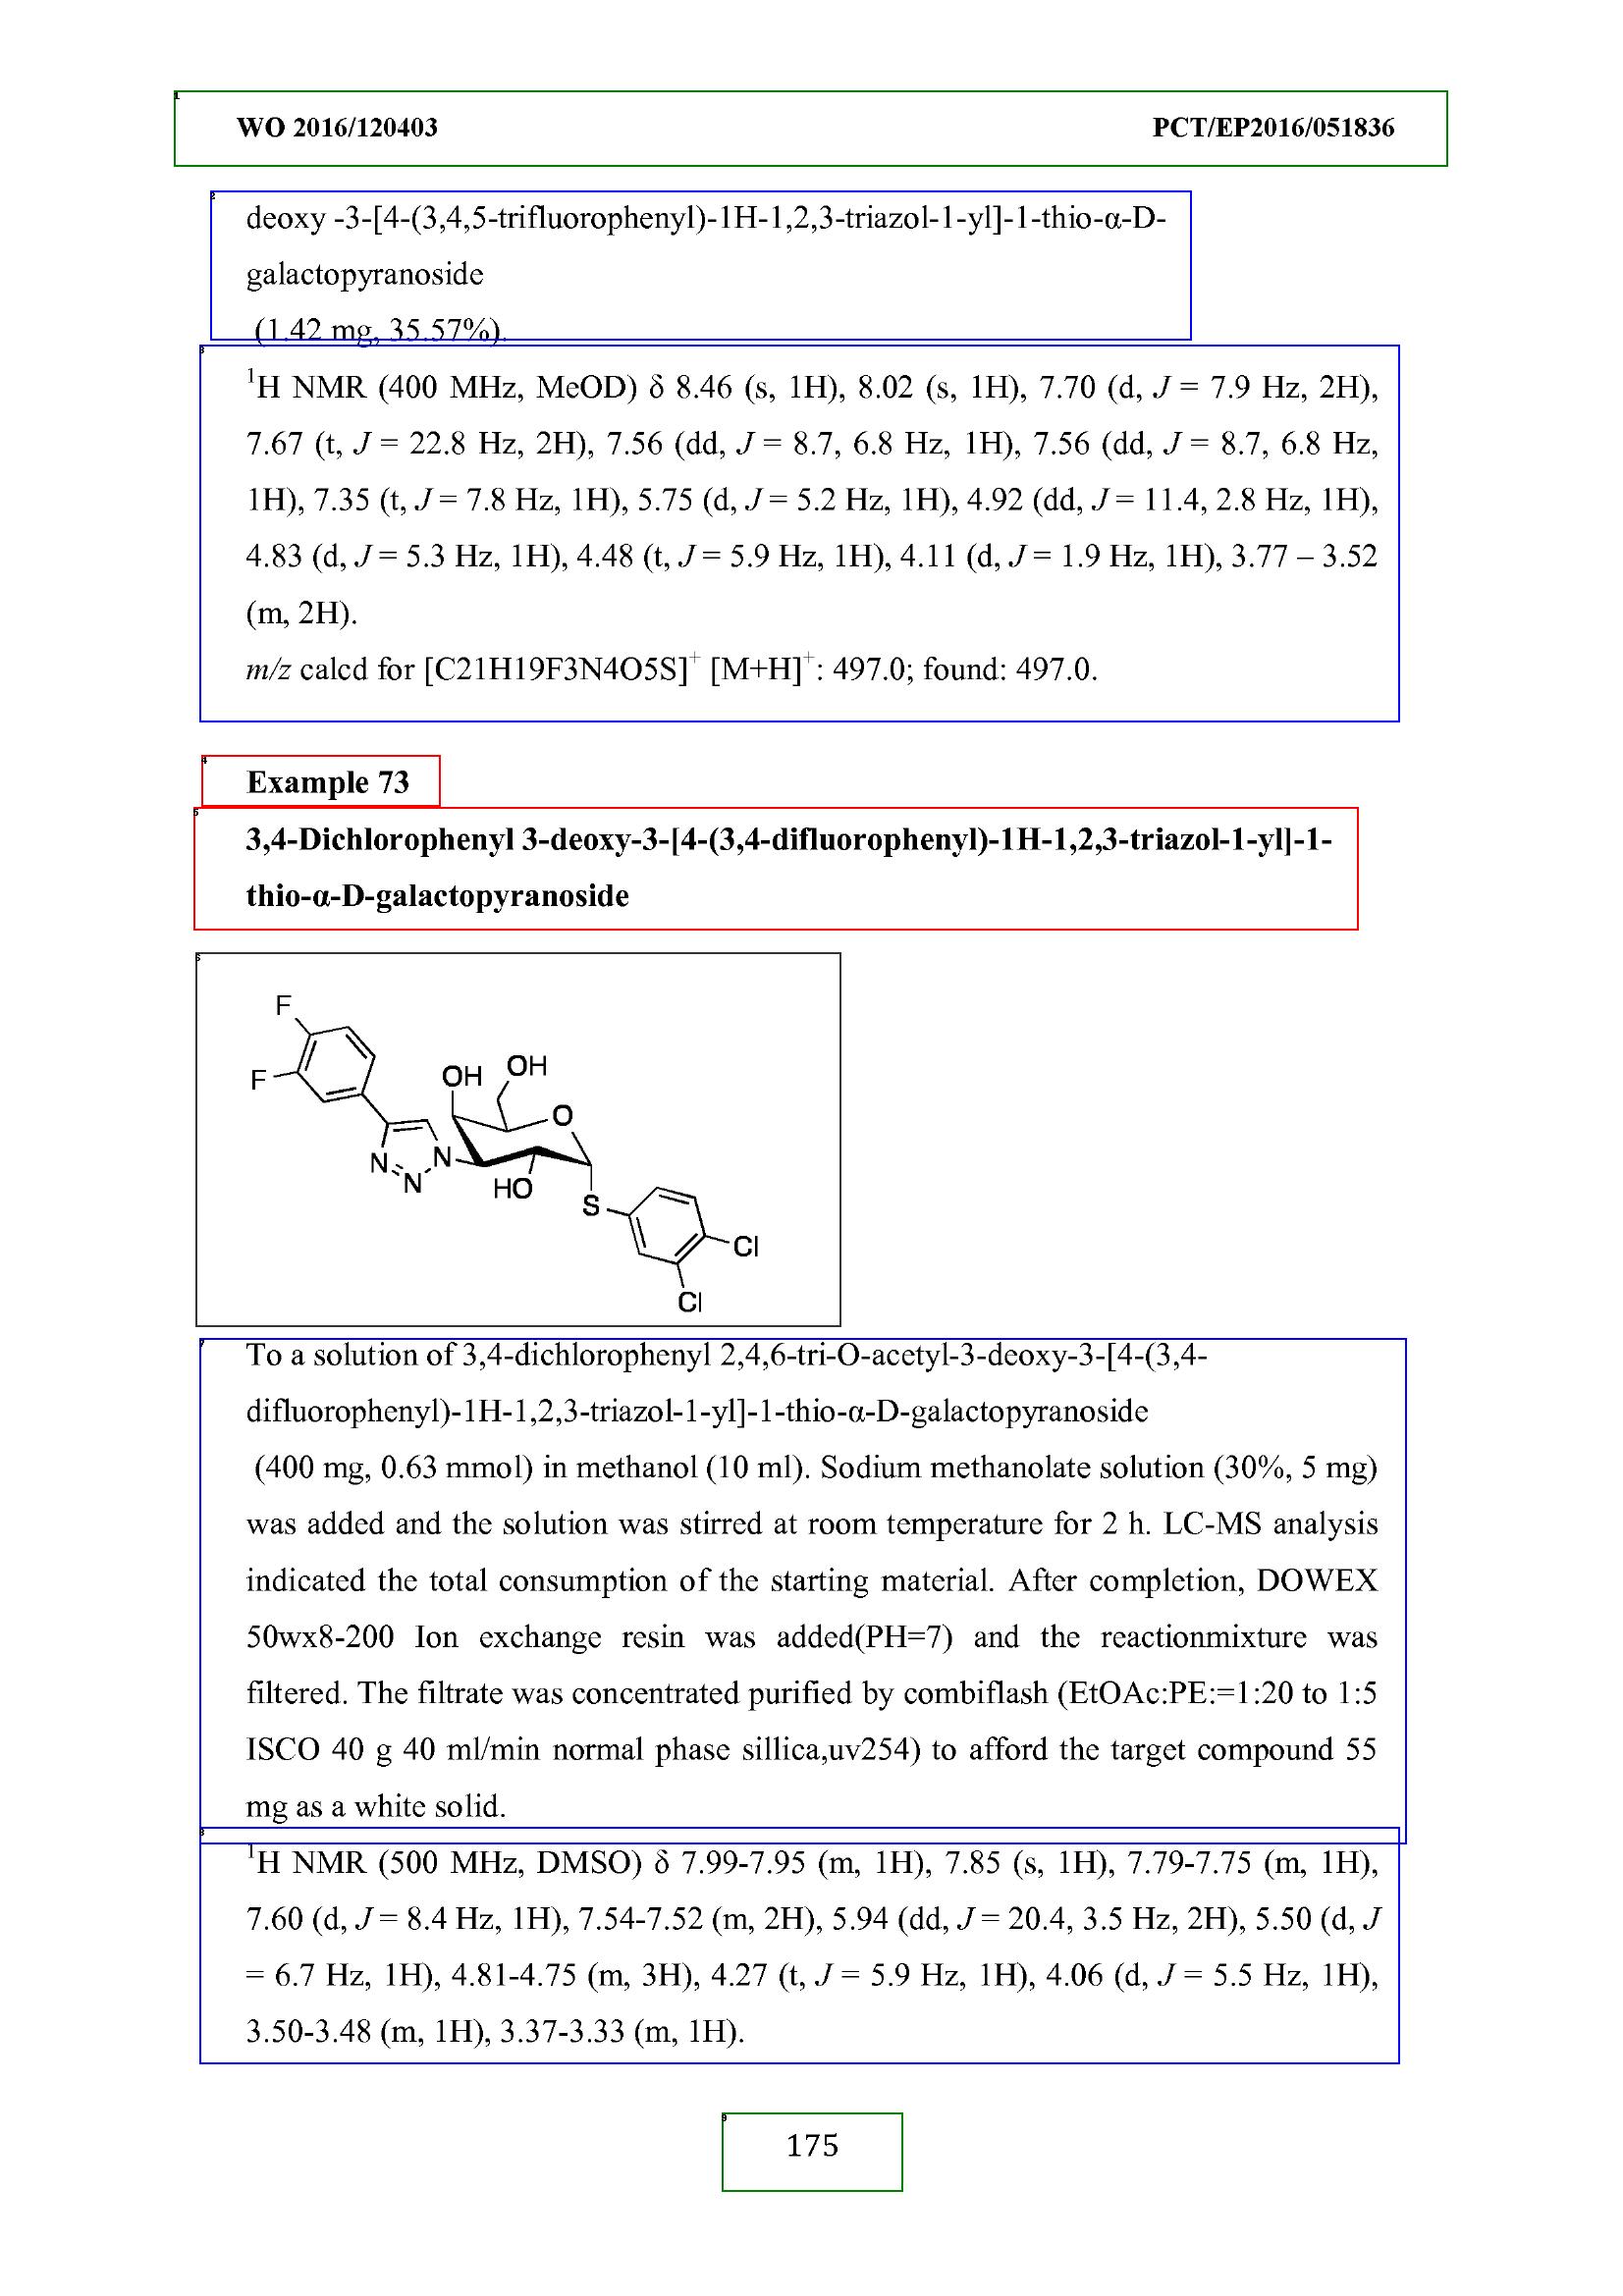 WO 2016/120403 PCT/EP2016/051836
deoxy -3-[4-(3,4,5-trifluorophenyl)-1H-1,2,3-triazol-1-yl]-1-thio-α-D-
galactopyranoside
(1.42 mg, 35.57%).
¹H NMR (400 MHz, MeOD) δ 8.46 (s, 1H), 8.02 (s, 1H), 7.70 (d, J = 7.9 Hz, 2H),
7.67 (t, J = 22.8 Hz, 2H), 7.56 (dd, J = 8.7, 6.8 Hz, 1H), 7.56 (dd, J = 8.7, 6.8 Hz,
1H), 7.35 (t, J = 7.8 Hz, 1H), 5.75 (d, J = 5.2 Hz, 1H), 4.92 (dd, J = 11.4, 2.8 Hz, 1H),
4.83 (d, J = 5.3 Hz, 1H), 4.48 (t, J = 5.9 Hz, 1H), 4.11 (d, J = 1.9 Hz, 1H), 3.77 – 3.52
(m, 2H).
m/z calcd for [C21H19F3N4O5S]⁺ [M+H]⁺: 497.0; found: 497.0.
Example 73
3,4-Dichlorophenyl 3-deoxy-3-[4-(3,4-difluorophenyl)-1H-1,2,3-triazol-1-yl]-1-
thio-α-D-galactopyranoside
F
F
OH
OH
O
N
N
N
HO
S
Cl
Cl
To a solution of 3,4-dichlorophenyl 2,4,6-tri-O-acetyl-3-deoxy-3-[4-(3,4-
difluorophenyl)-1H-1,2,3-triazol-1-yl]-1-thio-α-D-galactopyranoside
(400 mg, 0.63 mmol) in methanol (10 ml). Sodium methanolate solution (30%, 5 mg)
was added and the solution was stirred at room temperature for 2 h. LC-MS analysis
indicated the total consumption of the starting material. After completion, DOWEX
50wx8-200 Ion exchange resin was added(PH=7) and the reactionmixture was
filtered. The filtrate was concentrated purified by combiflash (EtOAc:PE:=1:20 to 1:5
ISCO 40 g 40 ml/min normal phase sillica,uv254) to afford the target compound 55
mg as a white solid.
¹H NMR (500 MHz, DMSO) δ 7.99-7.95 (m, 1H), 7.85 (s, 1H), 7.79-7.75 (m, 1H),
7.60 (d, J = 8.4 Hz, 1H), 7.54-7.52 (m, 2H), 5.94 (dd, J = 20.4, 3.5 Hz, 2H), 5.50 (d, J
= 6.7 Hz, 1H), 4.81-4.75 (m, 3H), 4.27 (t, J = 5.9 Hz, 1H), 4.06 (d, J = 5.5 Hz, 1H),
3.50-3.48 (m, 1H), 3.37-3.33 (m, 1H).
175